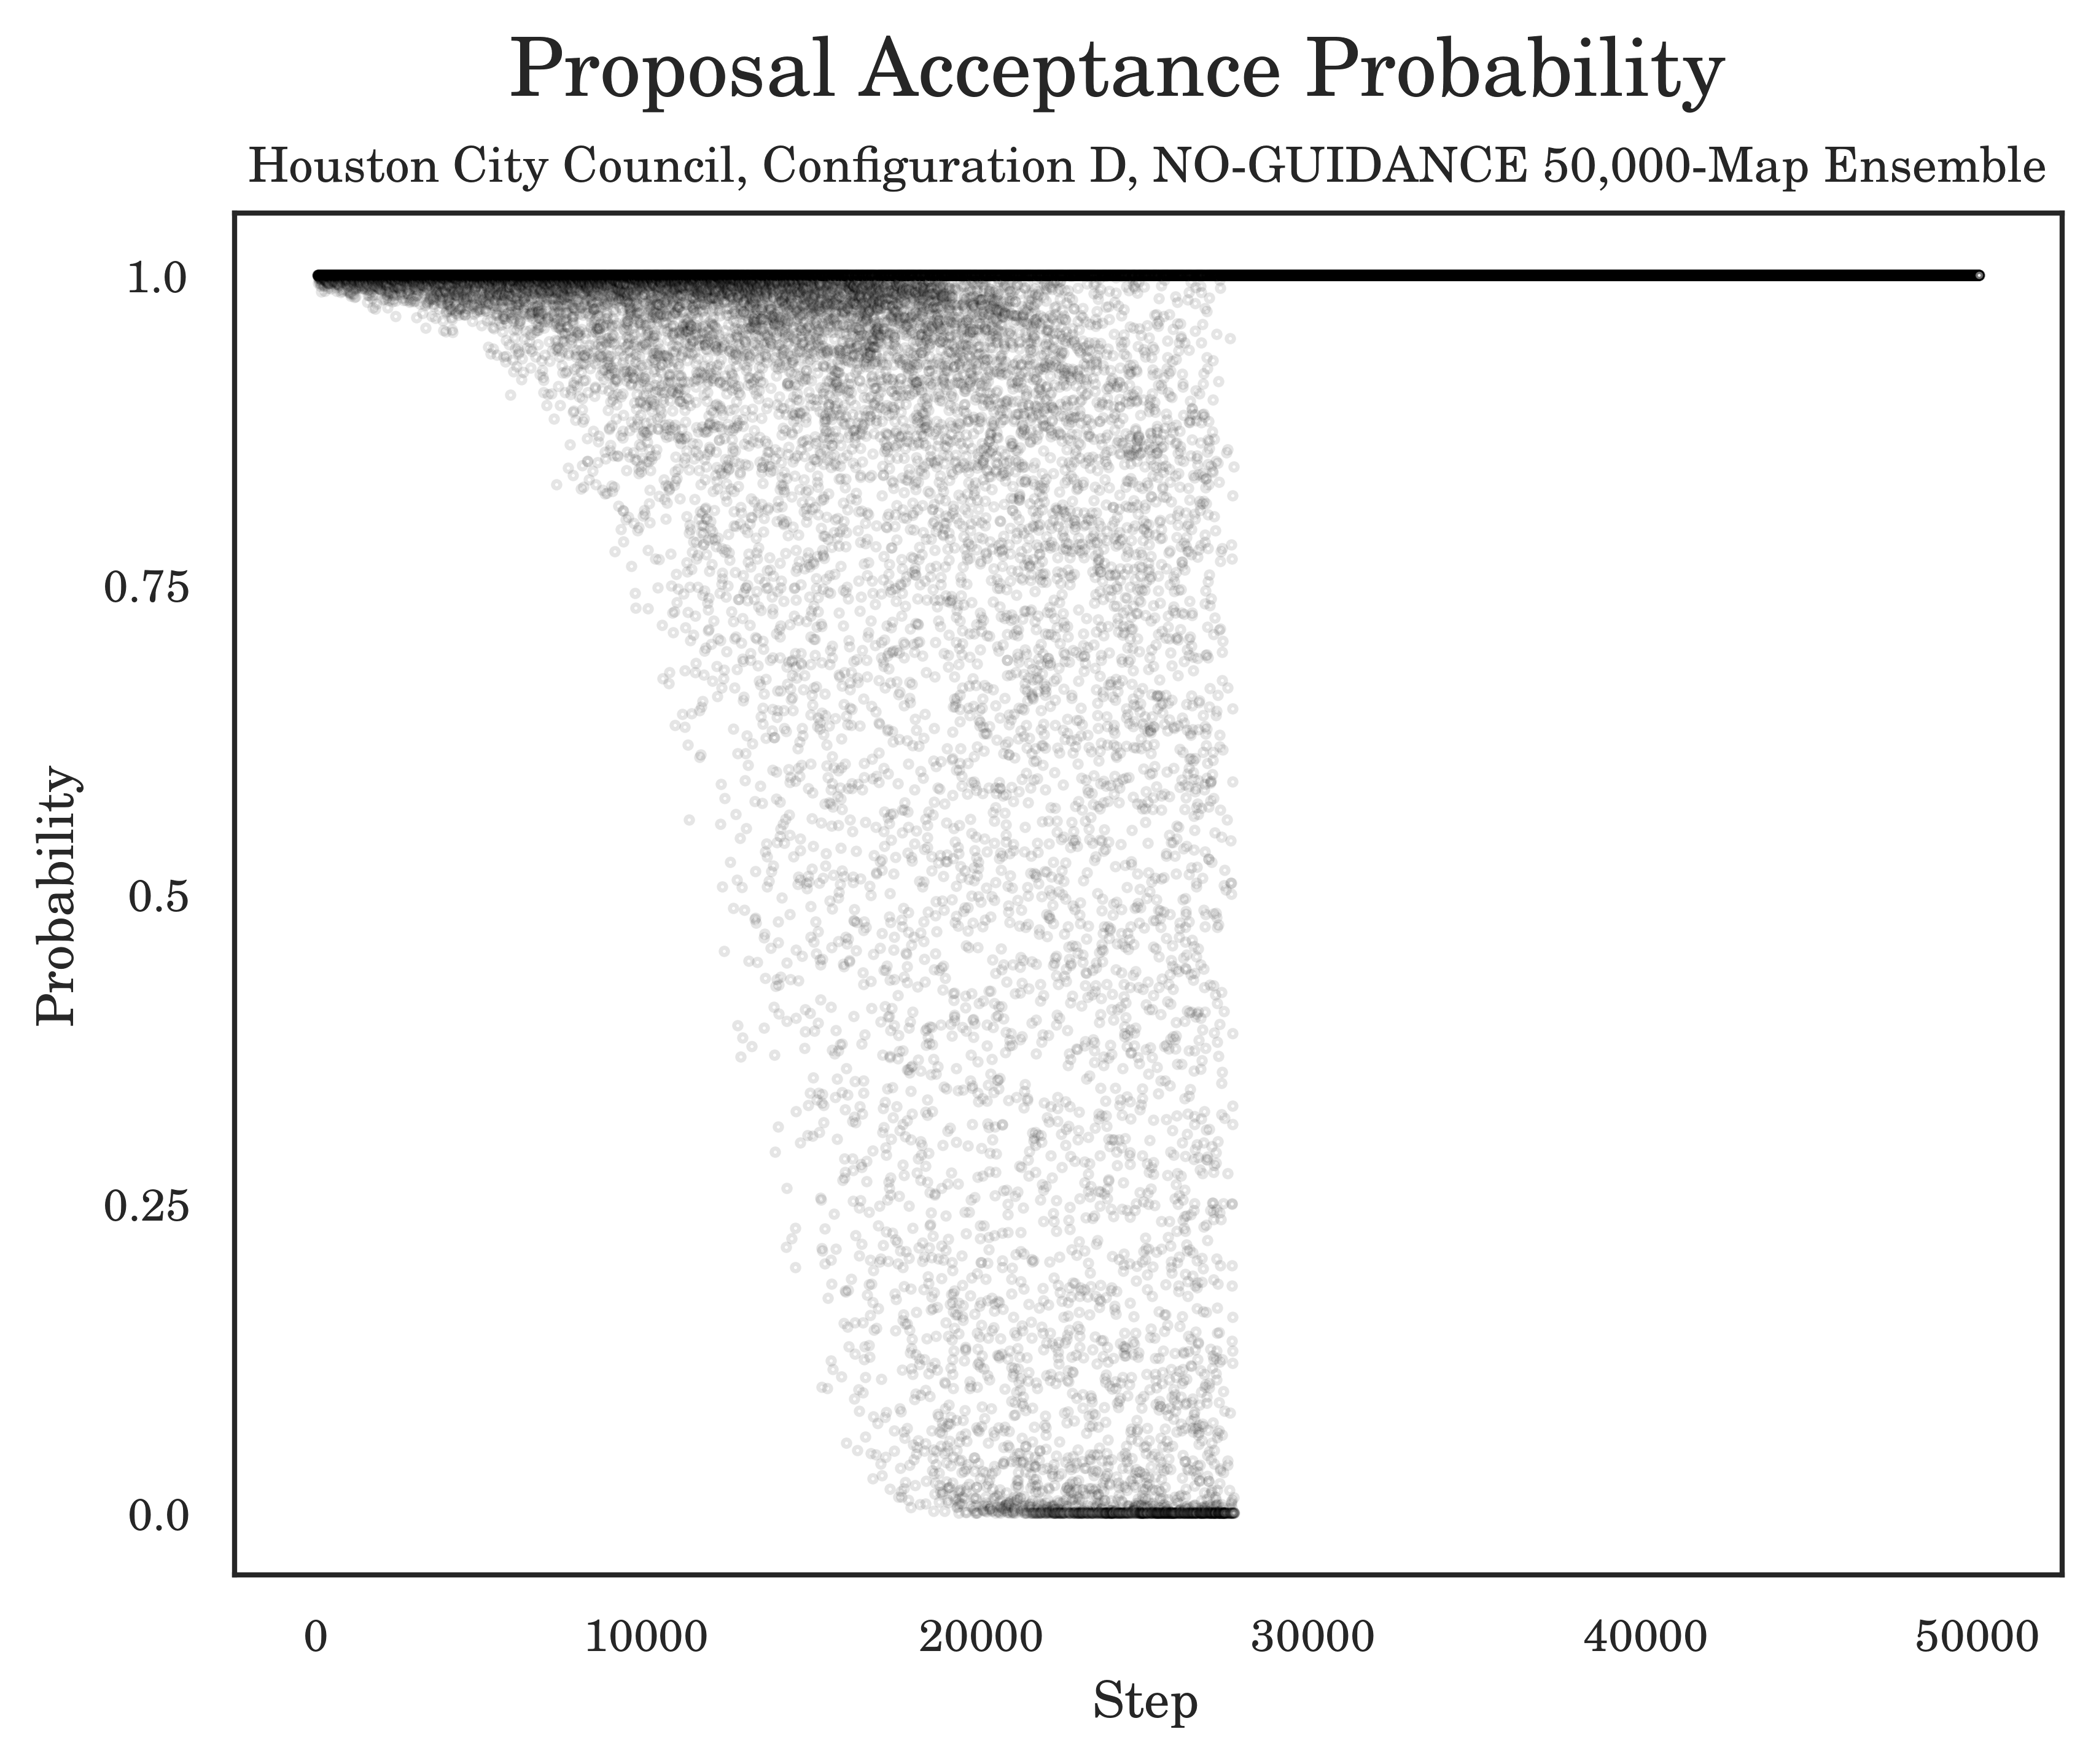 Proposal Acceptance Probability
Houston City Council, Configuration D, NO-GUIDANCE 50,000-Map Ensemble
1.0
0.75
0.5
0.25
0.0
Probability
0 10000 20000 30000 40000 50000
Step